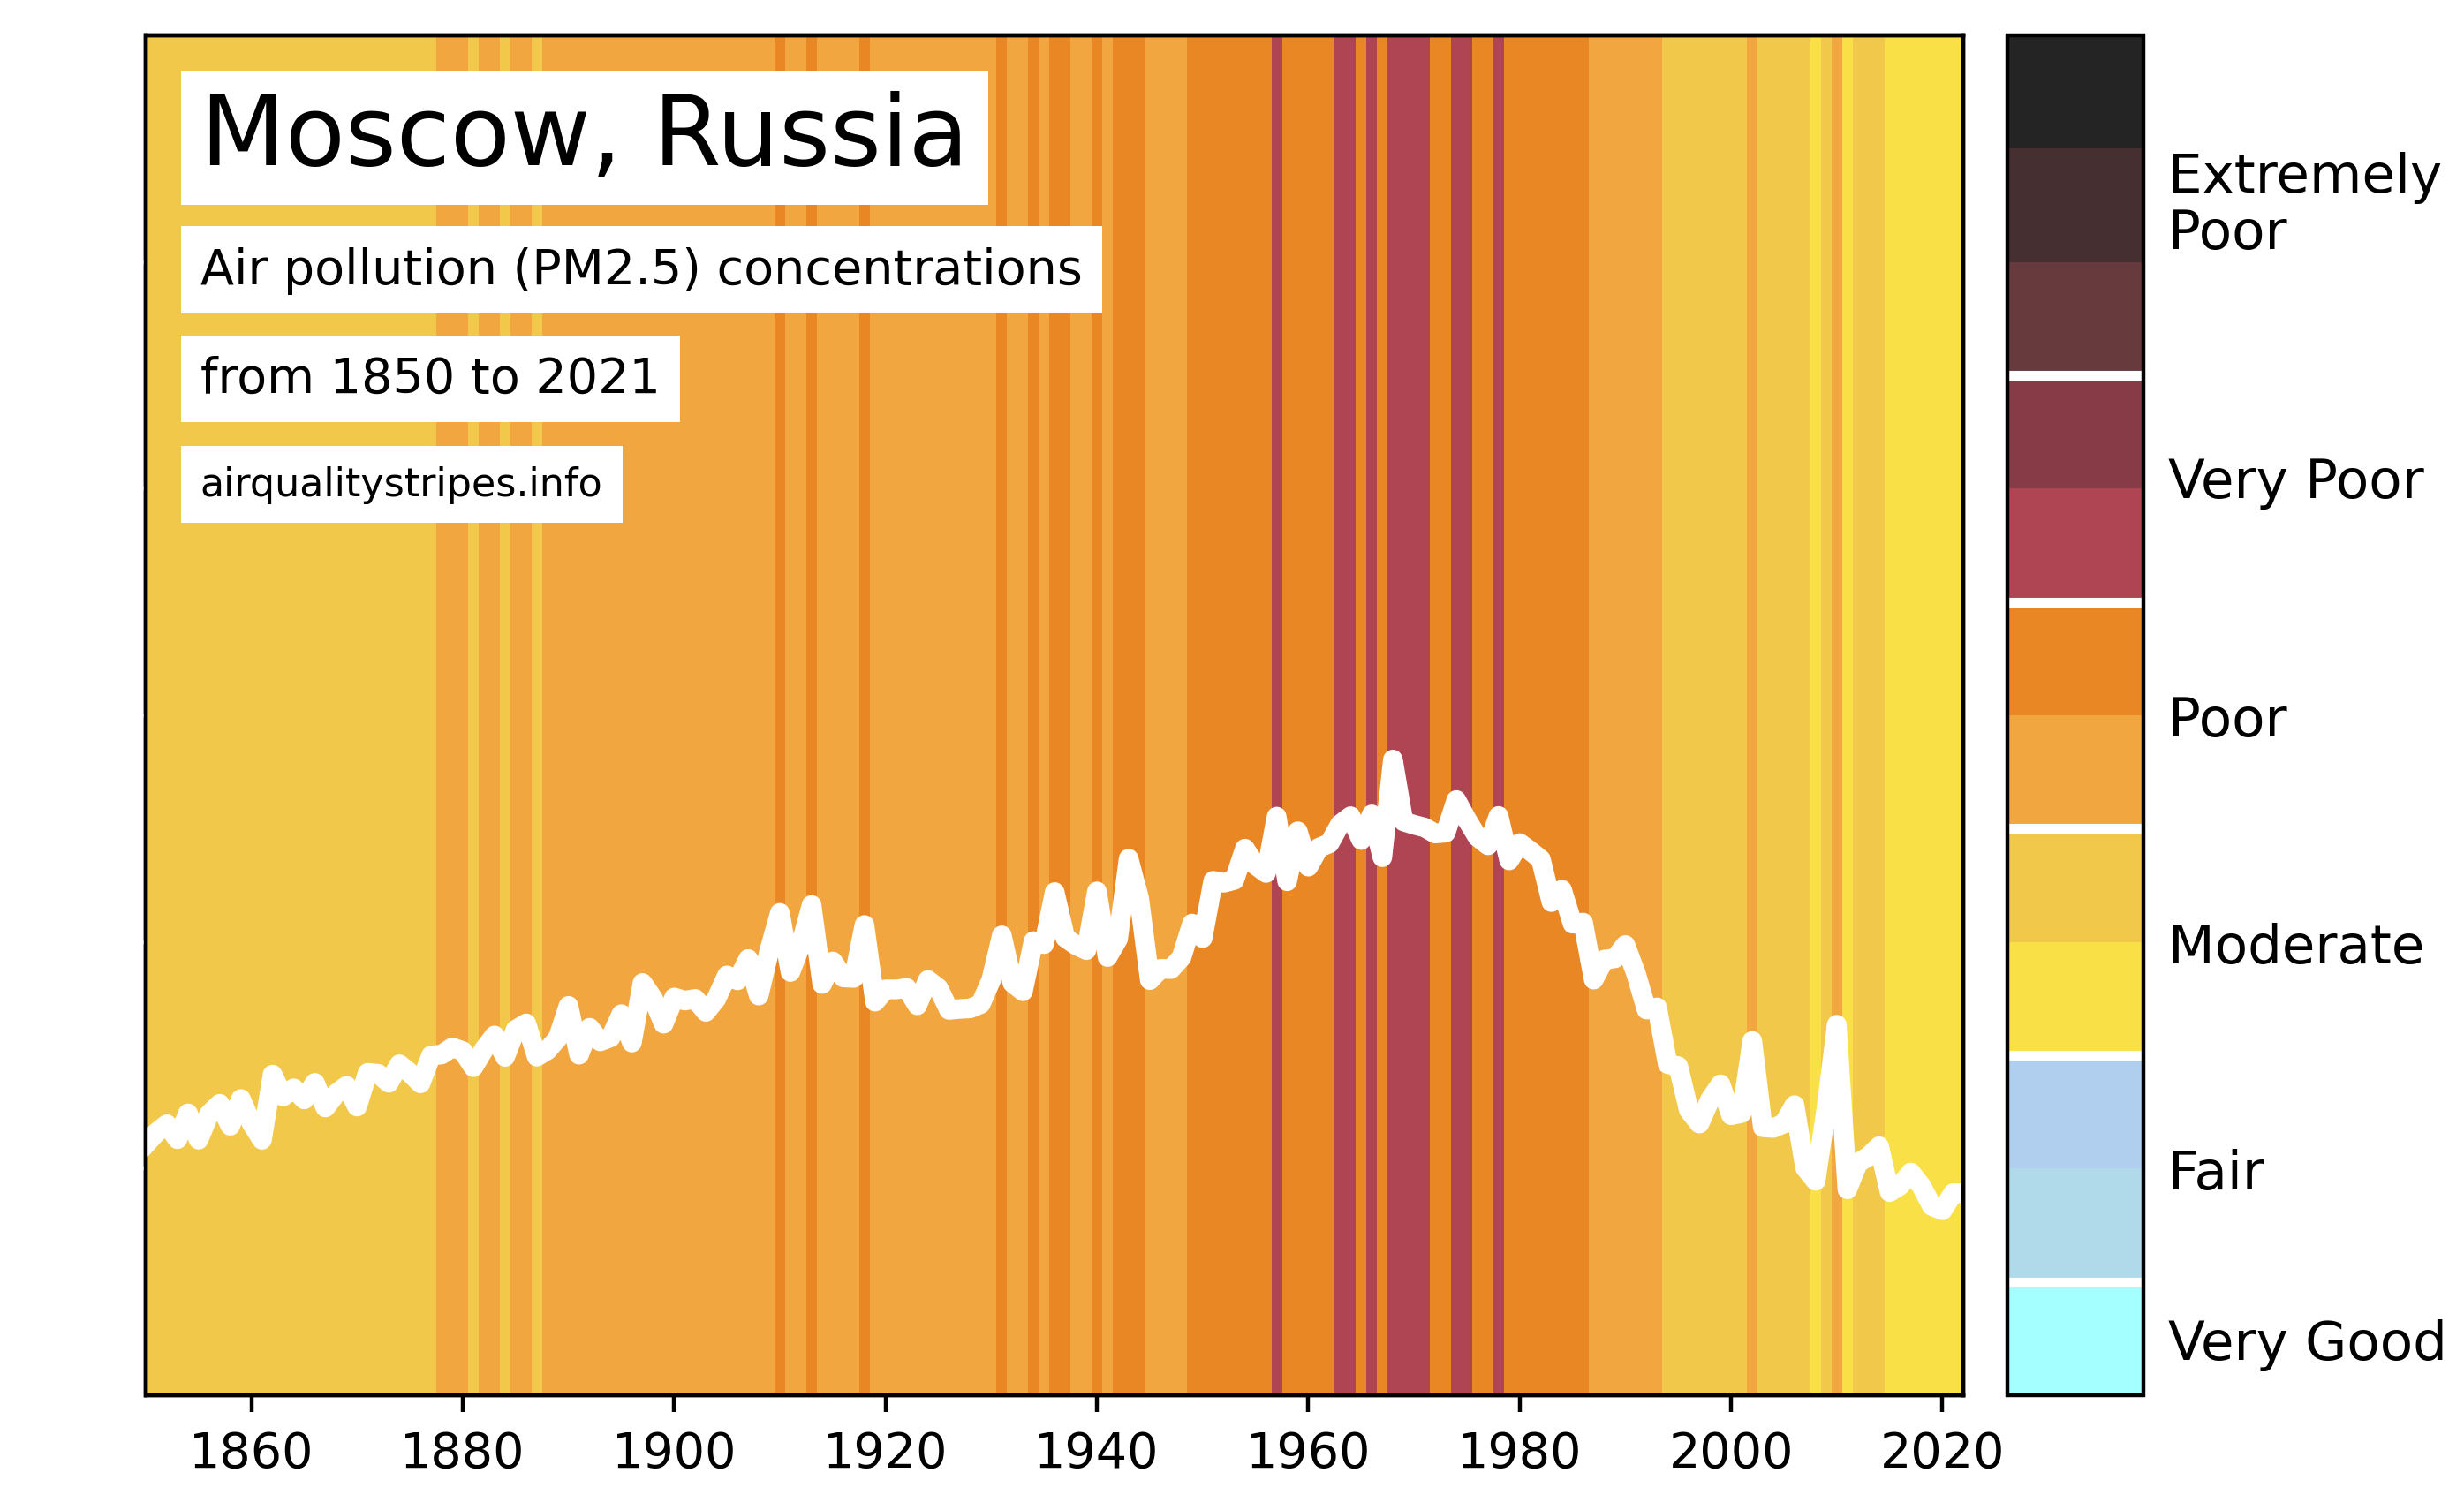 Moscow, Russia
Air pollution (PM2.5) concentrations
from 1850 to 2021
airqualitystripes.info
Extremely
Poor
Very Poor
Poor
Moderate
Fair
Very Good
1860 1880 1900 1920 1940 1960 1980 2000 2020